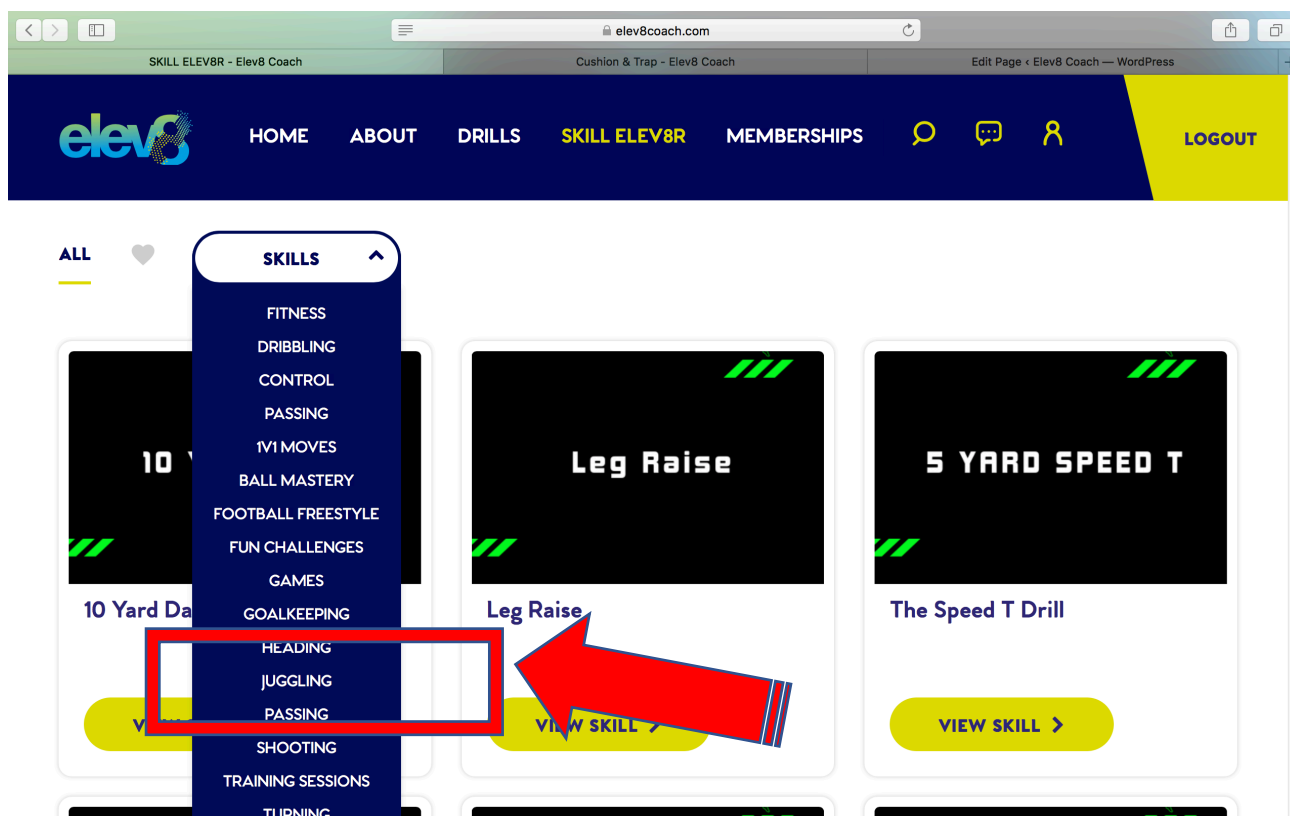 elev8coach.com
SKILL ELEV8R - Elev8 Coach
Cushion & Trap - Elev8 Coach
Edit Page ‹ Elev8 Coach — WordPress
elev8
HOME
ABOUT
DRILLS
SKILL ELEV8R
MEMBERSHIPS
LOGOUT
ALL
SKILLS
FITNESS
DRIBBLING
CONTROL
PASSING
1V1 MOVES
BALL MASTERY
FOOTBALL FREESTYLE
FUN CHALLENGES
GAMES
GOALKEEPING
HEADING
JUGGLING
PASSING
SHOOTING
TRAINING SESSIONS
TURNING
10
10 Yard
Leg Raise
Leg Raise
VIEW SKILL
5 YARD SPEED T
The Speed T Drill
VIEW SKILL